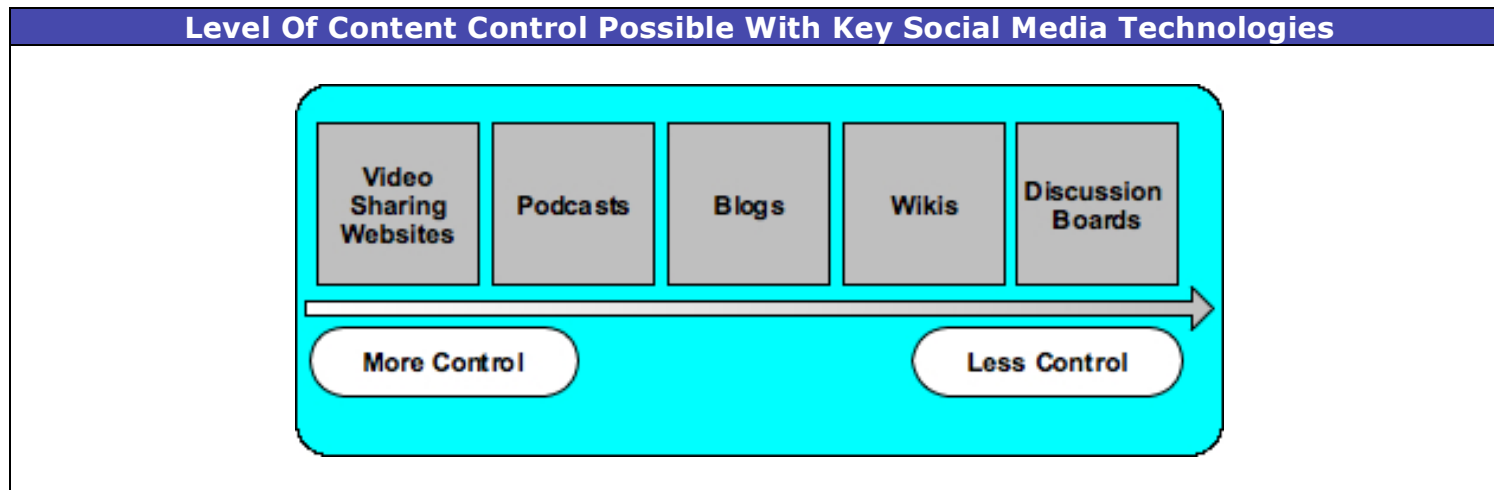 Level Of Content Control Possible With Key Social Media Technologies
Video
Sharing
Websites
Podcasts
Blogs
Wikis
Discussion
Boards
More Control
Less Control